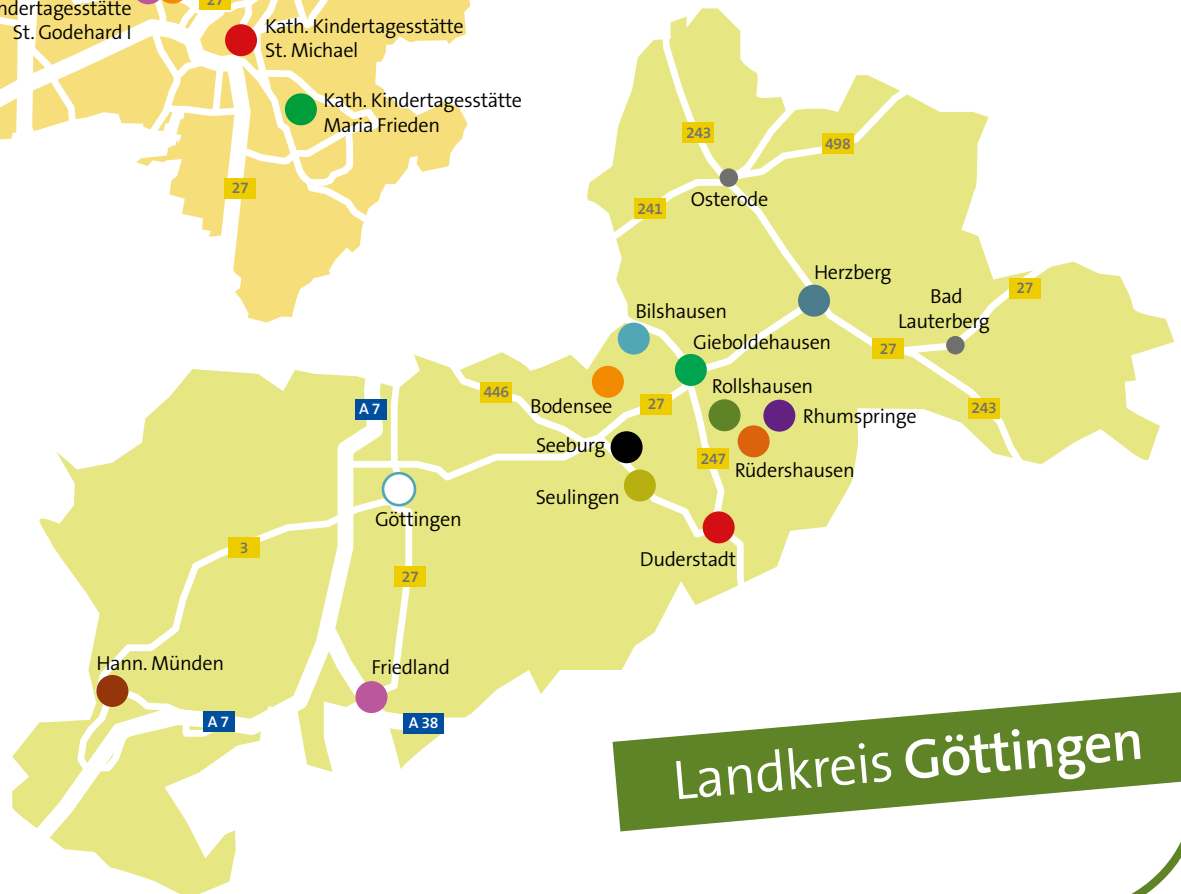 27
St. Godehard I
Kath. Kindertagesstätte
St. Michael
Kath. Kindertagesstätte
Maria Frieden
27
243
498
Osterode
241
Herzberg
27
Bad
Lauterberg
Bilshausen
Gieboldehausen
27
446
A 7
Bodensee
27
Rollshausen
Rhumspringe
243
Seeburg
247
Rüdershausen
Seulingen
Göttingen
Duderstadt
3
27
Hann. Münden
Friedland
A 7
A 38
Landkreis Göttingen